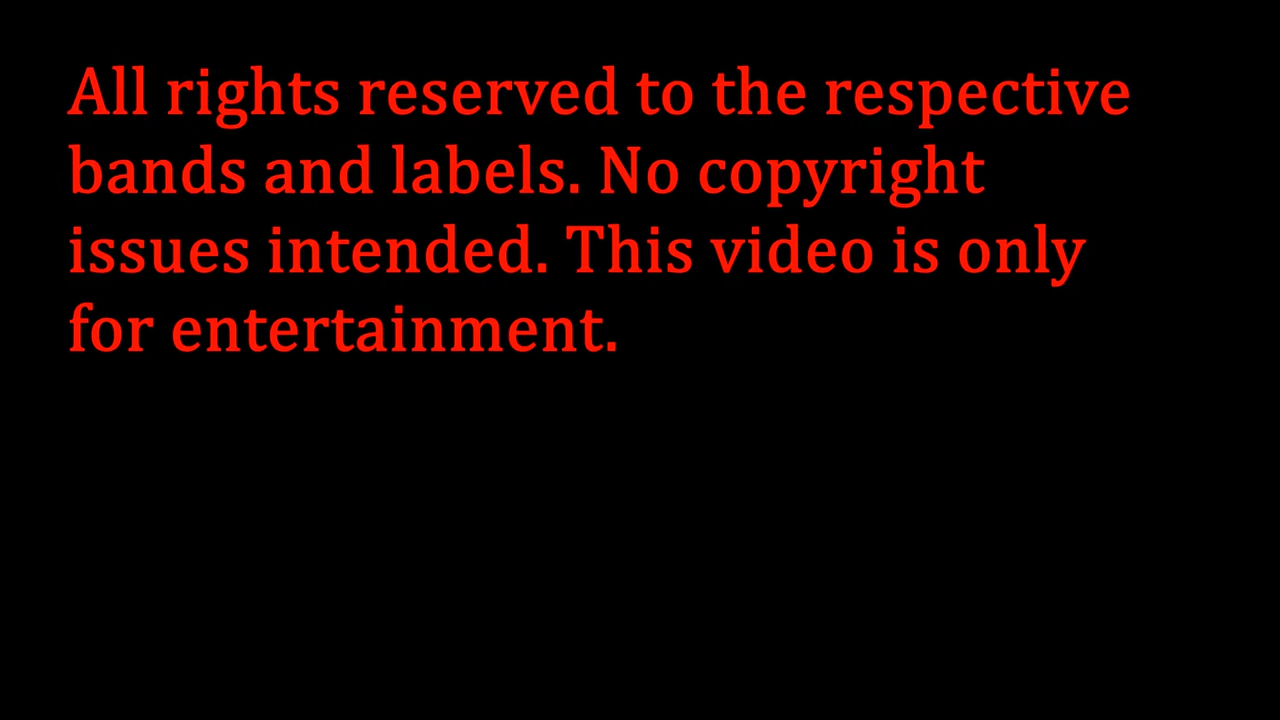 All rights reserved to the respective
bands and labels. No copyright
issues intended. This video is only
for entertainment.